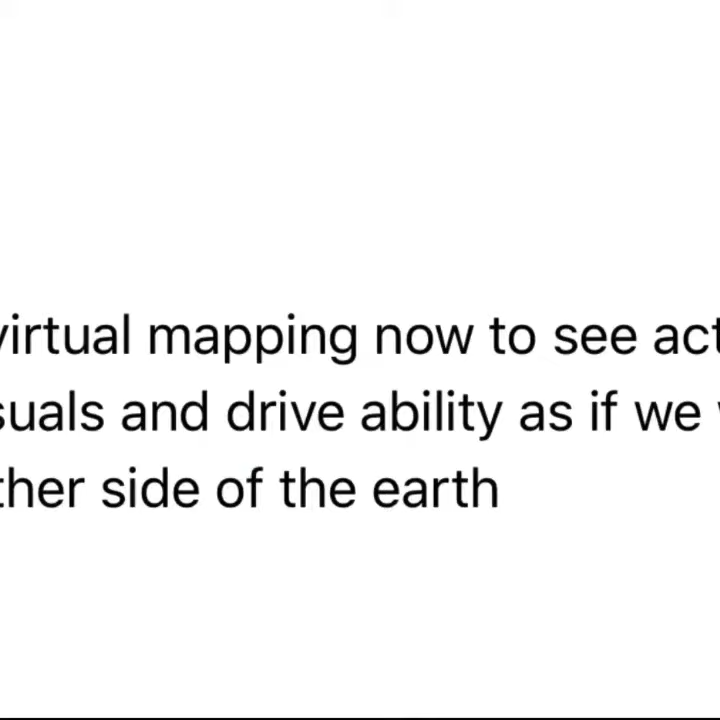 virtual mapping now to see act
suals and drive ability as if we
ther side of the earth